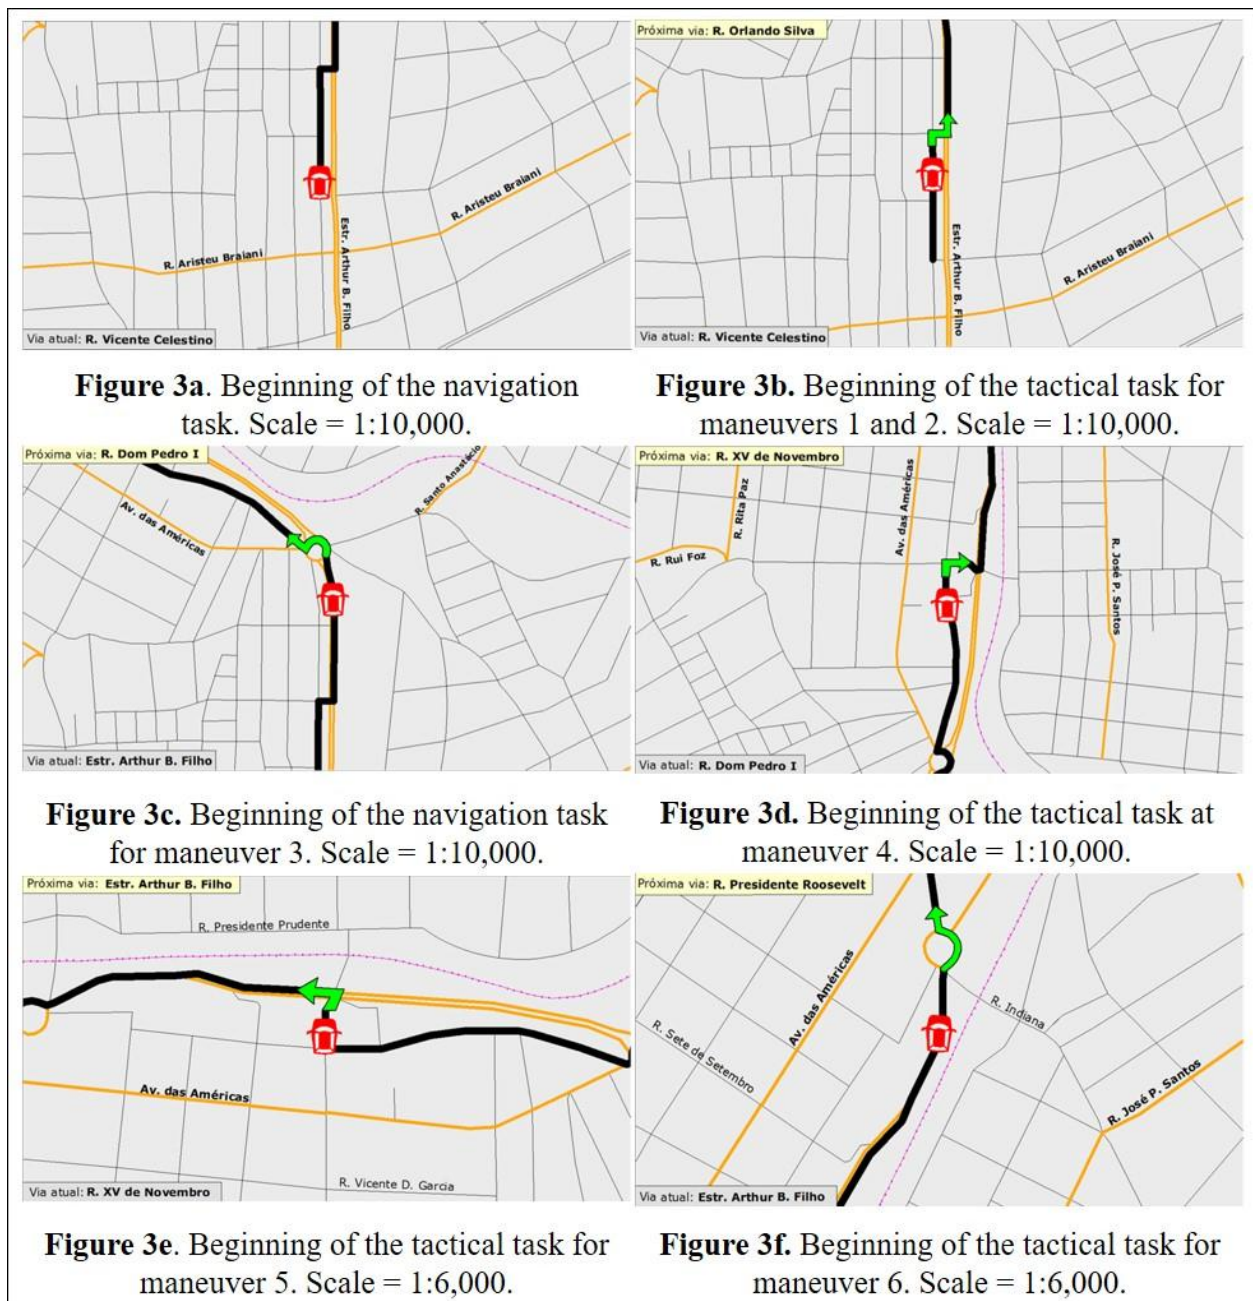 R. Aristeu Braiani
R. Aristeu Braiani
Estr. Arthur B. Filho
Via atual: R. Vicente Celestino
Figure 3a. Beginning of the navigation
task. Scale = 1:10,000.
Próxima via: R. Orlando Silva
Estr. Arthur B. Filho
R. Aristeu Braiani
Via atual: R. Vicente Celestino
Figure 3b. Beginning of the tactical task for
maneuvers 1 and 2. Scale = 1:10,000.
Próxima via: R. Dom Pedro I
R. Santo Anastácio
Av. das Américas
Via atual: Estr. Arthur B. Filho
Figure 3c. Beginning of the navigation task
for maneuver 3. Scale = 1:10,000.
Próxima via: R. XV de Novembro
R. Rita Paz
Av. das Américas
R. Rui Foz
R. José P. Santos
Via atual: R. Dom Pedro I
Figure 3d. Beginning of the tactical task at
maneuver 4. Scale = 1:10,000.
Próxima via: Estr. Arthur B. Filho
R. Presidente Prudente
Av. das Américas
R. Vicente D. Garcia
Via atual: R. XV de Novembro
Figure 3e. Beginning of the tactical task for
maneuver 5. Scale = 1:6,000.
Próxima via: R. Presidente Roosevelt
Av. das Américas
R. Indiana
R. Sete de Setembro
R. José P. Santos
Via atual: Estr. Arthur B. Filho
Figure 3f. Beginning of the tactical task for
maneuver 6. Scale = 1:6,000.